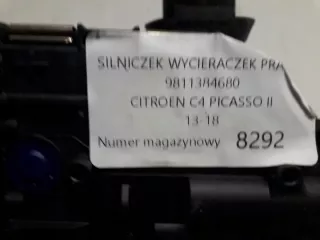 SILNICZEK WYCIERACZEK PRA
9811384680
CITROEN C4 PICASSO II
13-18
Numer magazynowy 8292